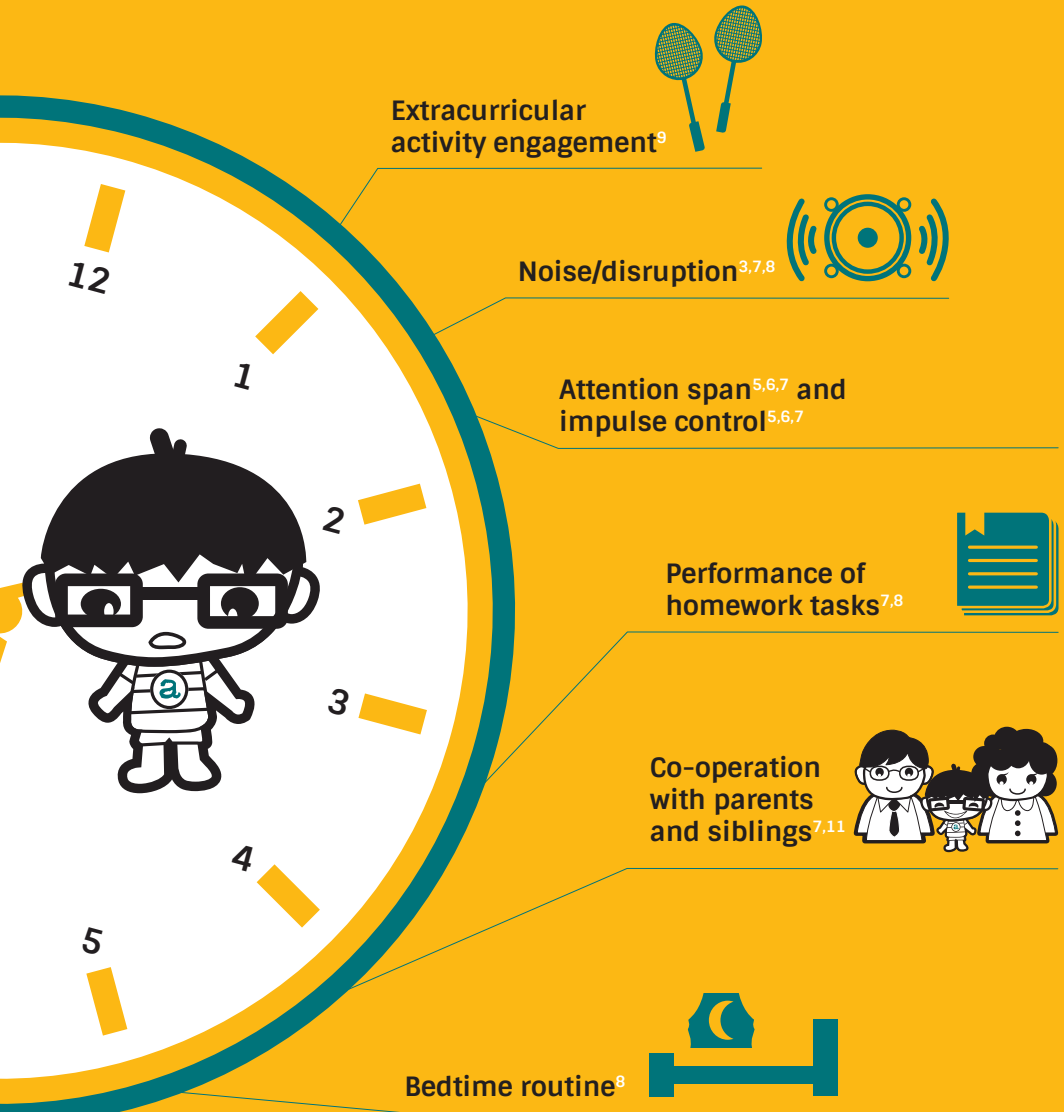 Extracurricular
activity engagement9
Noise/disruption3,7,8
Attention span5,6,7 and
impulse control5,6,7
Performance of
homework tasks7,8
Co-operation
with parents
and siblings7,11
Bedtime routine8
12
1
2
3
4
5
a
a